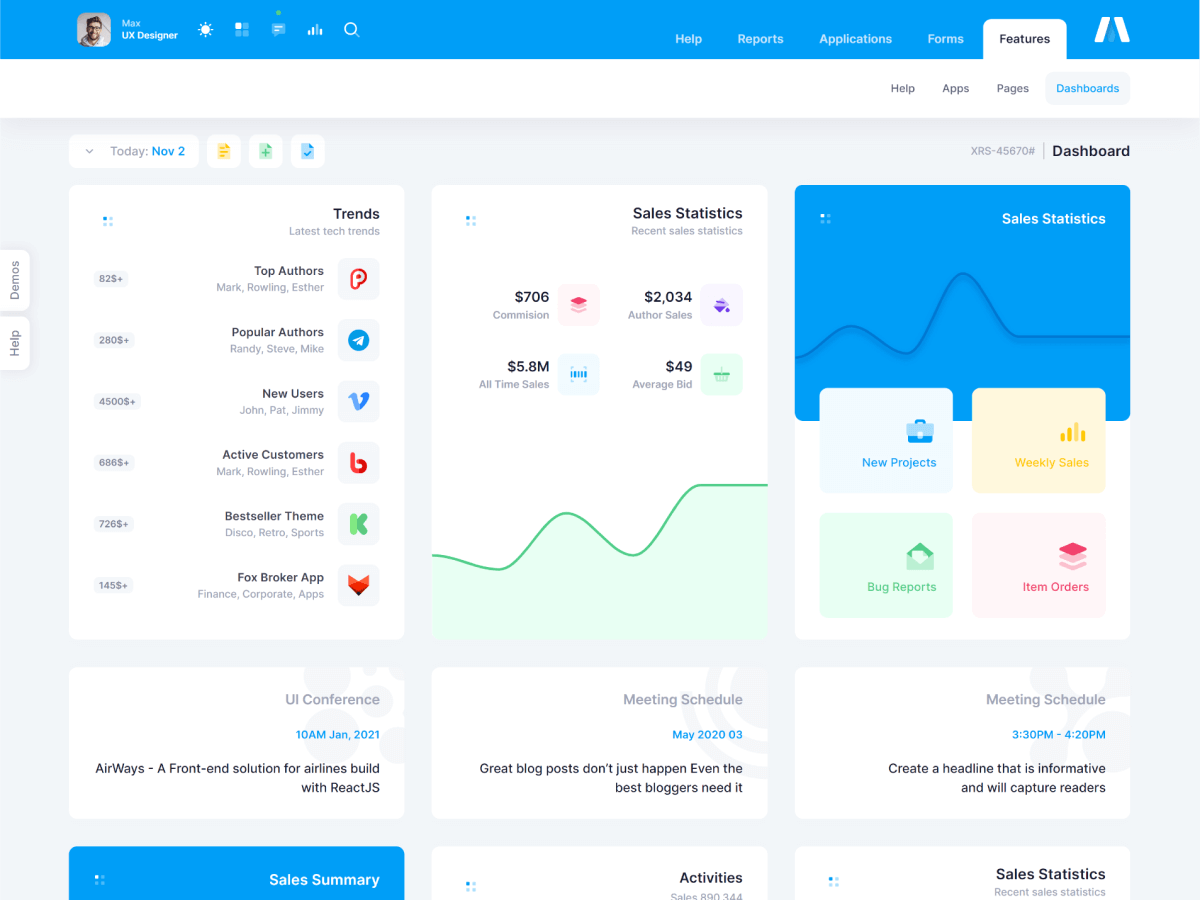 Max
UX Designer
Help
Reports
Applications
Forms
Features
Help
Apps
Pages
Dashboards
Today: Nov 2
XRS-45670#
Dashboard
Demos
Help
Trends
Latest tech trends
82$+
Top Authors
Mark, Rowling, Esther
280$+
Popular Authors
Randy, Steve, Mike
4500$+
New Users
John, Pat, Jimmy
686$+
Active Customers
Mark, Rowling, Esther
726$+
Bestseller Theme
Disco, Retro, Sports
145$+
Fox Broker App
Finance, Corporate, Apps
Sales Statistics
Recent sales statistics
$706
Commision
$2,034
Author Sales
$5.8M
All Time Sales
$49
Average Bid
Sales Statistics
New Projects
Weekly Sales
Bug Reports
Item Orders
UI Conference
10AM Jan, 2021
AirWays - A Front-end solution for airlines build
with ReactJS
Meeting Schedule
May 2020 03
Great blog posts don’t just happen Even the
best bloggers need it
Meeting Schedule
3:30PM - 4:20PM
Create a headline that is informative
and will capture readers
Sales Summary
Activities
Sales 890,344
Sales Statistics
Recent sales statistics